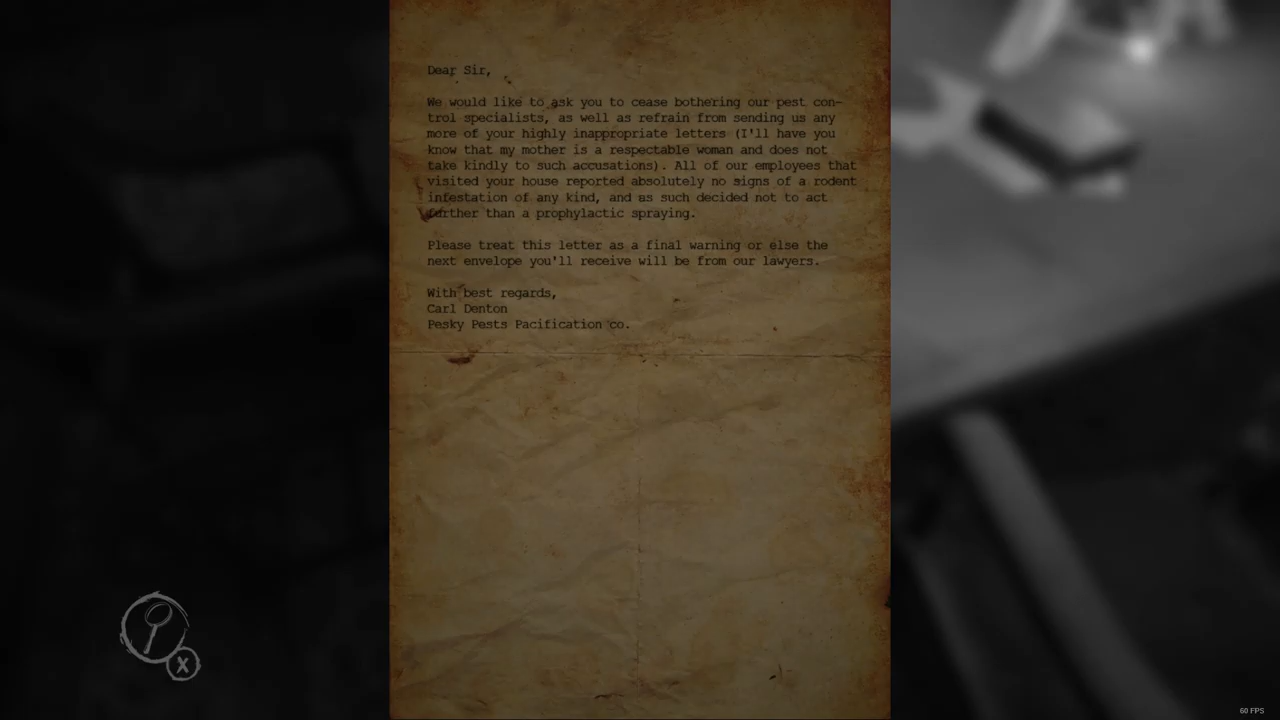 Dear Sir,
We would like to ask you to cease bothering our pest con-
trol specialists, as well as refrain from sending us any
more of your highly inappropriate letters (I'll have you
know that my mother is a respectable woman and does not
take kindly to such accusations). All of our employees that
visited your house reported absolutely no signs of a rodent
infestation of any kind, and as such decided not to act
further than a prophylactic spraying.
Please treat this letter as a final warning or else the
next envelope you'll receive will be from our lawyers.
With best regards,
Carl Denton
Pesky Pests Pacification co.
X
60 FPS